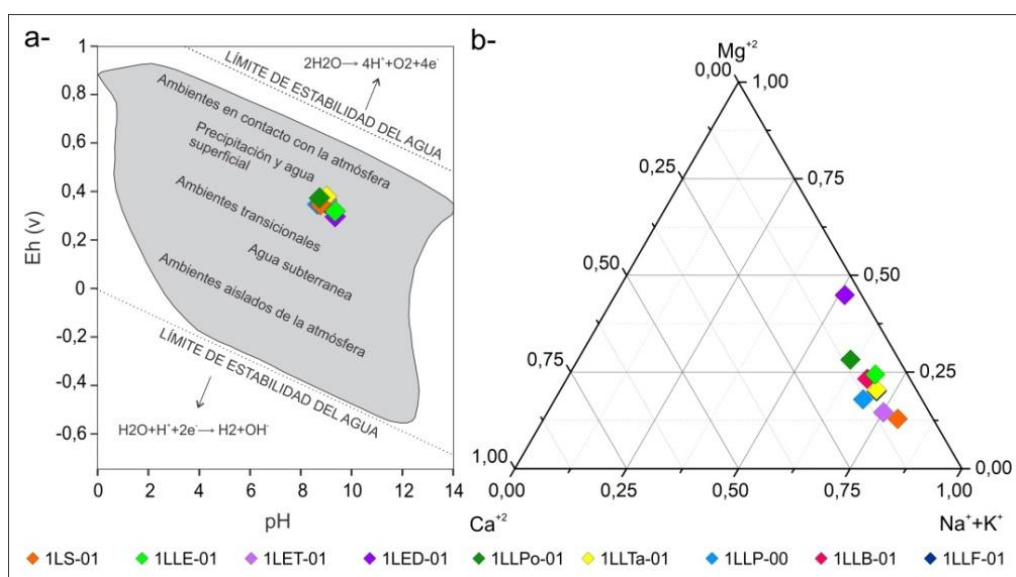 a-
2H2O→ 4H⁺+O2+4e⁻
LÍMITE DE ESTABILIDAD DEL AGUA
Ambientes en contacto con la atmósfera
Precipitación y agua
superficial
Ambientes transicionales
Agua subterranea
Ambientes aislados de la atmósfera
LÍMITE DE ESTABILIDAD DEL AGUA
H2O+H⁺+2e⁻→ H2+OH⁻
Eh (v)
1
0,8
0,6
0,4
0,2
0
-0,2
-0,4
-0,6
0 2 4 6 8 10 12 14
pH
b-
Mg⁺²
0,00 1,00
0,25 0,75
0,50 0,50
0,75 0,25
1,00 0,00
0,00 0,25 0,50 0,75 1,00
Ca⁺² Na⁺+K⁺
1LS-01 1LLE-01 1LET-01 1LED-01 1LLPo-01 1LLTa-01 1LLP-00 1LLB-01 1LLF-01